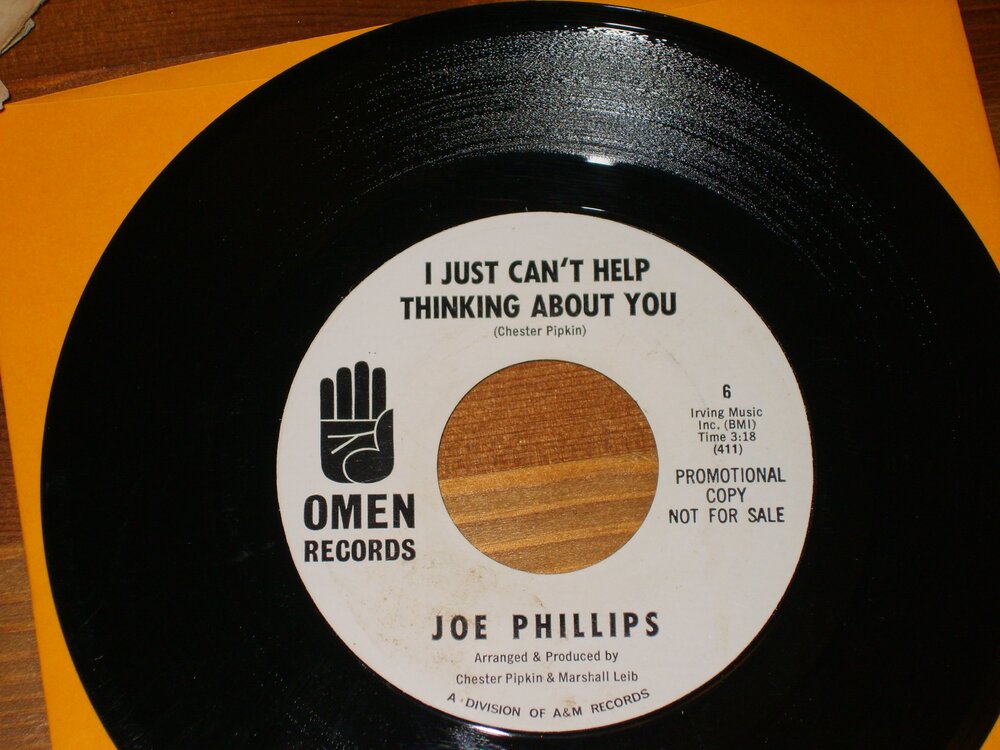 I JUST CAN'T HELP
THINKING ABOUT YOU
(Chester Pipkin)
OMEN
RECORDS
6
Irving Music
Inc. (BMI)
Time 3:18
(411)
PROMOTIONAL
COPY
NOT FOR SALE
JOE PHILLIPS
Arranged & Produced by
Chester Pipkin & Marshall Leib
A DIVISION OF A&M RECORDS